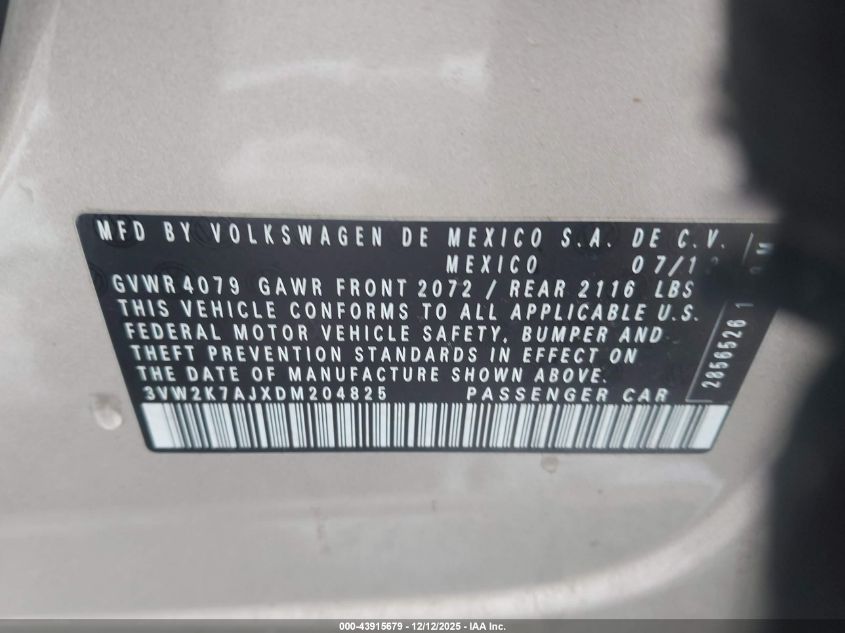 MFD BY VOLKSWAGEN DE MEXICO S.A. DE C.V.
MEXICO
GVWR 4079 GAWR FRONT 2072 / REAR 2116 LBS
THIS VEHICLE CONFORMS TO ALL APPLICABLE U.S.
FEDERAL MOTOR VEHICLE SAFETY, BUMPER AND
THEFT PREVENTION STANDARDS IN EFFECT ON
THE DATE OF MANUFACTURE SHOWN ABOVE.
3VW2K7AJXDM204825 PASSENGER CAR
2856526
000-43915679 - 12/12/2025 - IAA Inc.